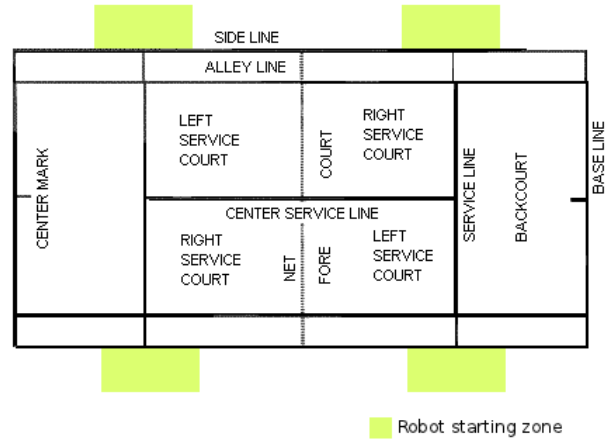 SIDE LINE
ALLEY LINE
LEFT
SERVICE
COURT
RIGHT
SERVICE
COURT
COURT
CENTER MARK
SERVICE LINE
BACKCOURT
BASE LINE
CENTER SERVICE LINE
RIGHT
SERVICE
COURT
NET
FORE
LEFT
SERVICE
COURT
Robot starting zone